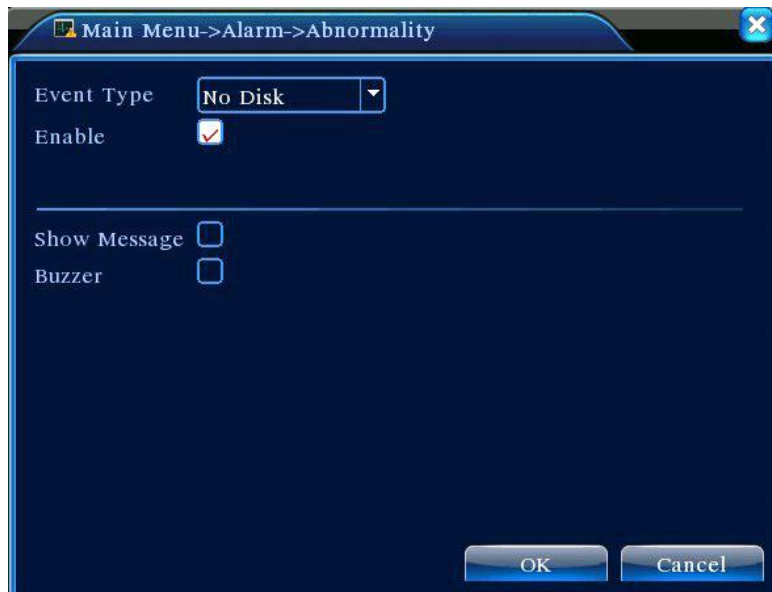 Main Menu->Alarm->Abnormality
Event Type No Disk
Enable
Show Message
Buzzer
OK Cancel